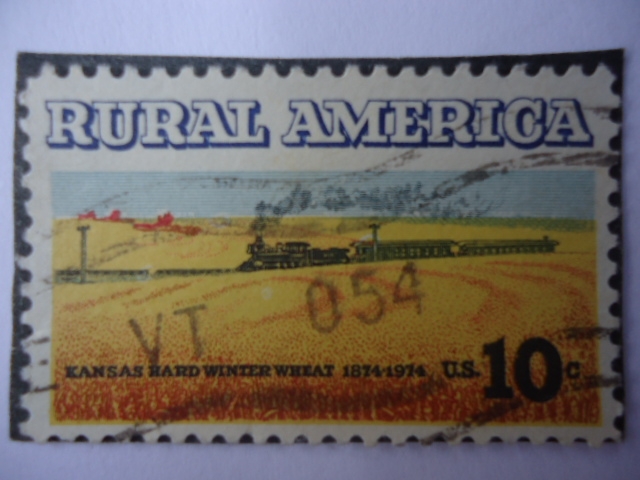 RURAL AMERICA
VT 054
KANSAS HARD WINTER WHEAT 1874-1974 U.S. 10c